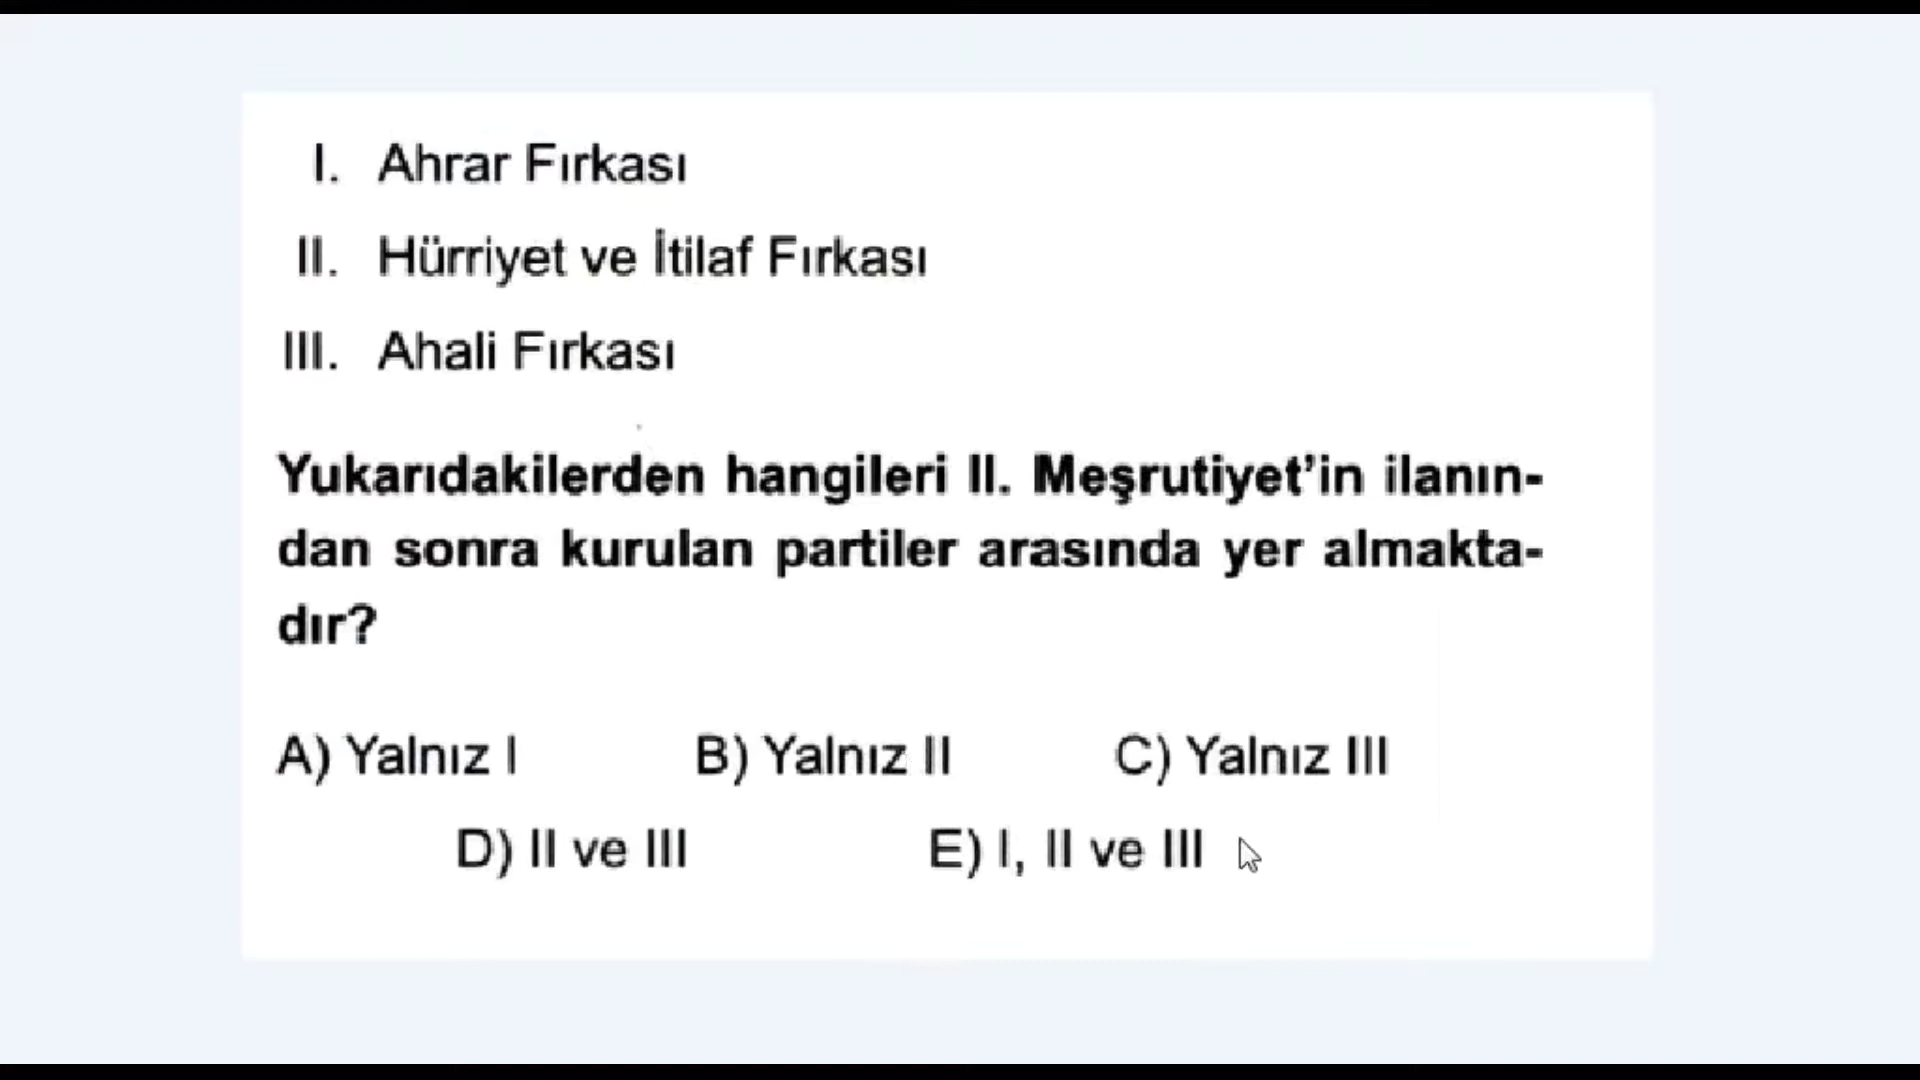 I. Ahrar Fırkası
II. Hürriyet ve İtilaf Fırkası
III. Ahali Fırkası
Yukarıdakilerden hangileri II. Meşrutiyet'in ilanın-
dan sonra kurulan partiler arasında yer almakta-
dır?
A) Yalnız I B) Yalnız II C) Yalnız III
D) II ve III E) I, II ve III